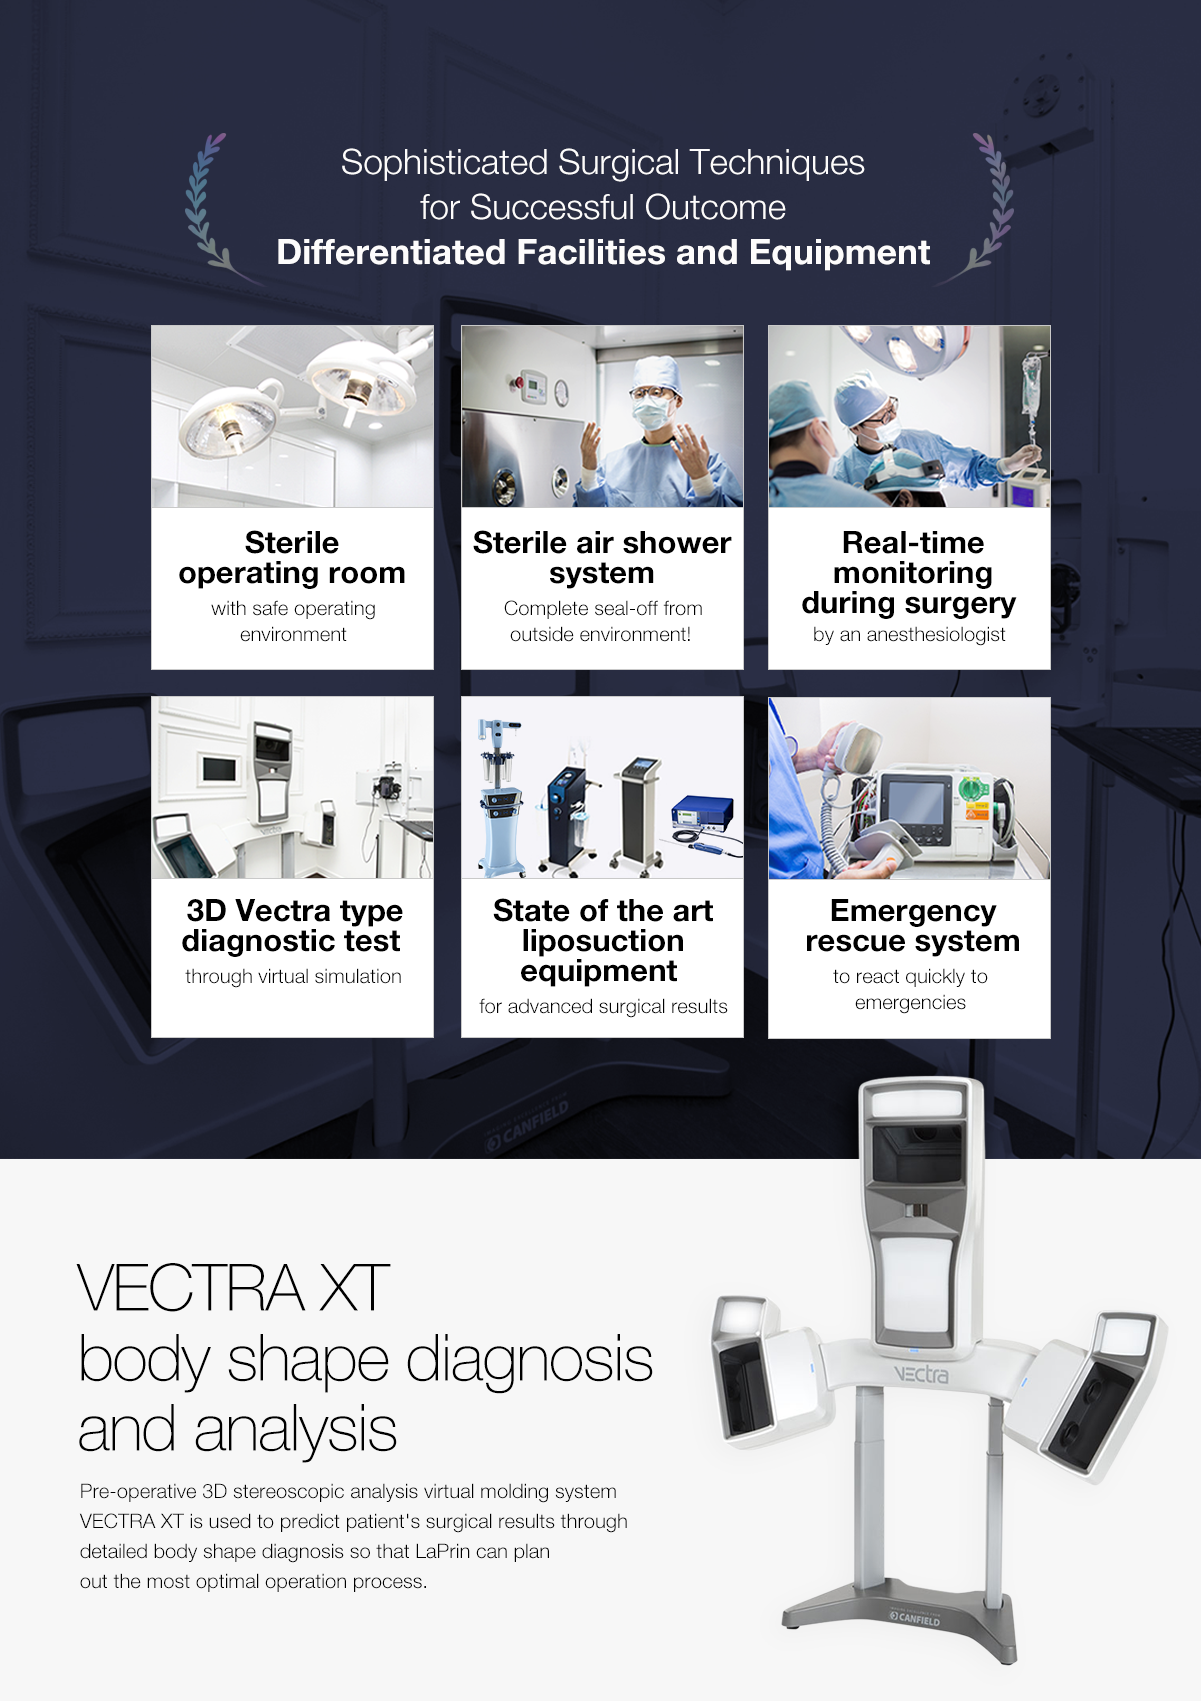 Sophisticated Surgical Techniques
for Successful Outcome
Differentiated Facilities and Equipment
Sterile
operating room
with safe operating
environment
Sterile air shower
system
Complete seal-off from
outside environment!
Real-time
monitoring
during surgery
by an anesthesiologist
vectra
3D Vectra type
diagnostic test
through virtual simulation
State of the art
liposuction
equipment
for advanced surgical results
Emergency
rescue system
to react quickly to
emergencies
CANFIELD
VECTRA XT
body shape diagnosis
and analysis
Pre-operative 3D stereoscopic analysis virtual molding system
VECTRA XT is used to predict patient's surgical results through
detailed body shape diagnosis so that LaPrin can plan
out the most optimal operation process.
vectra
CANFIELD